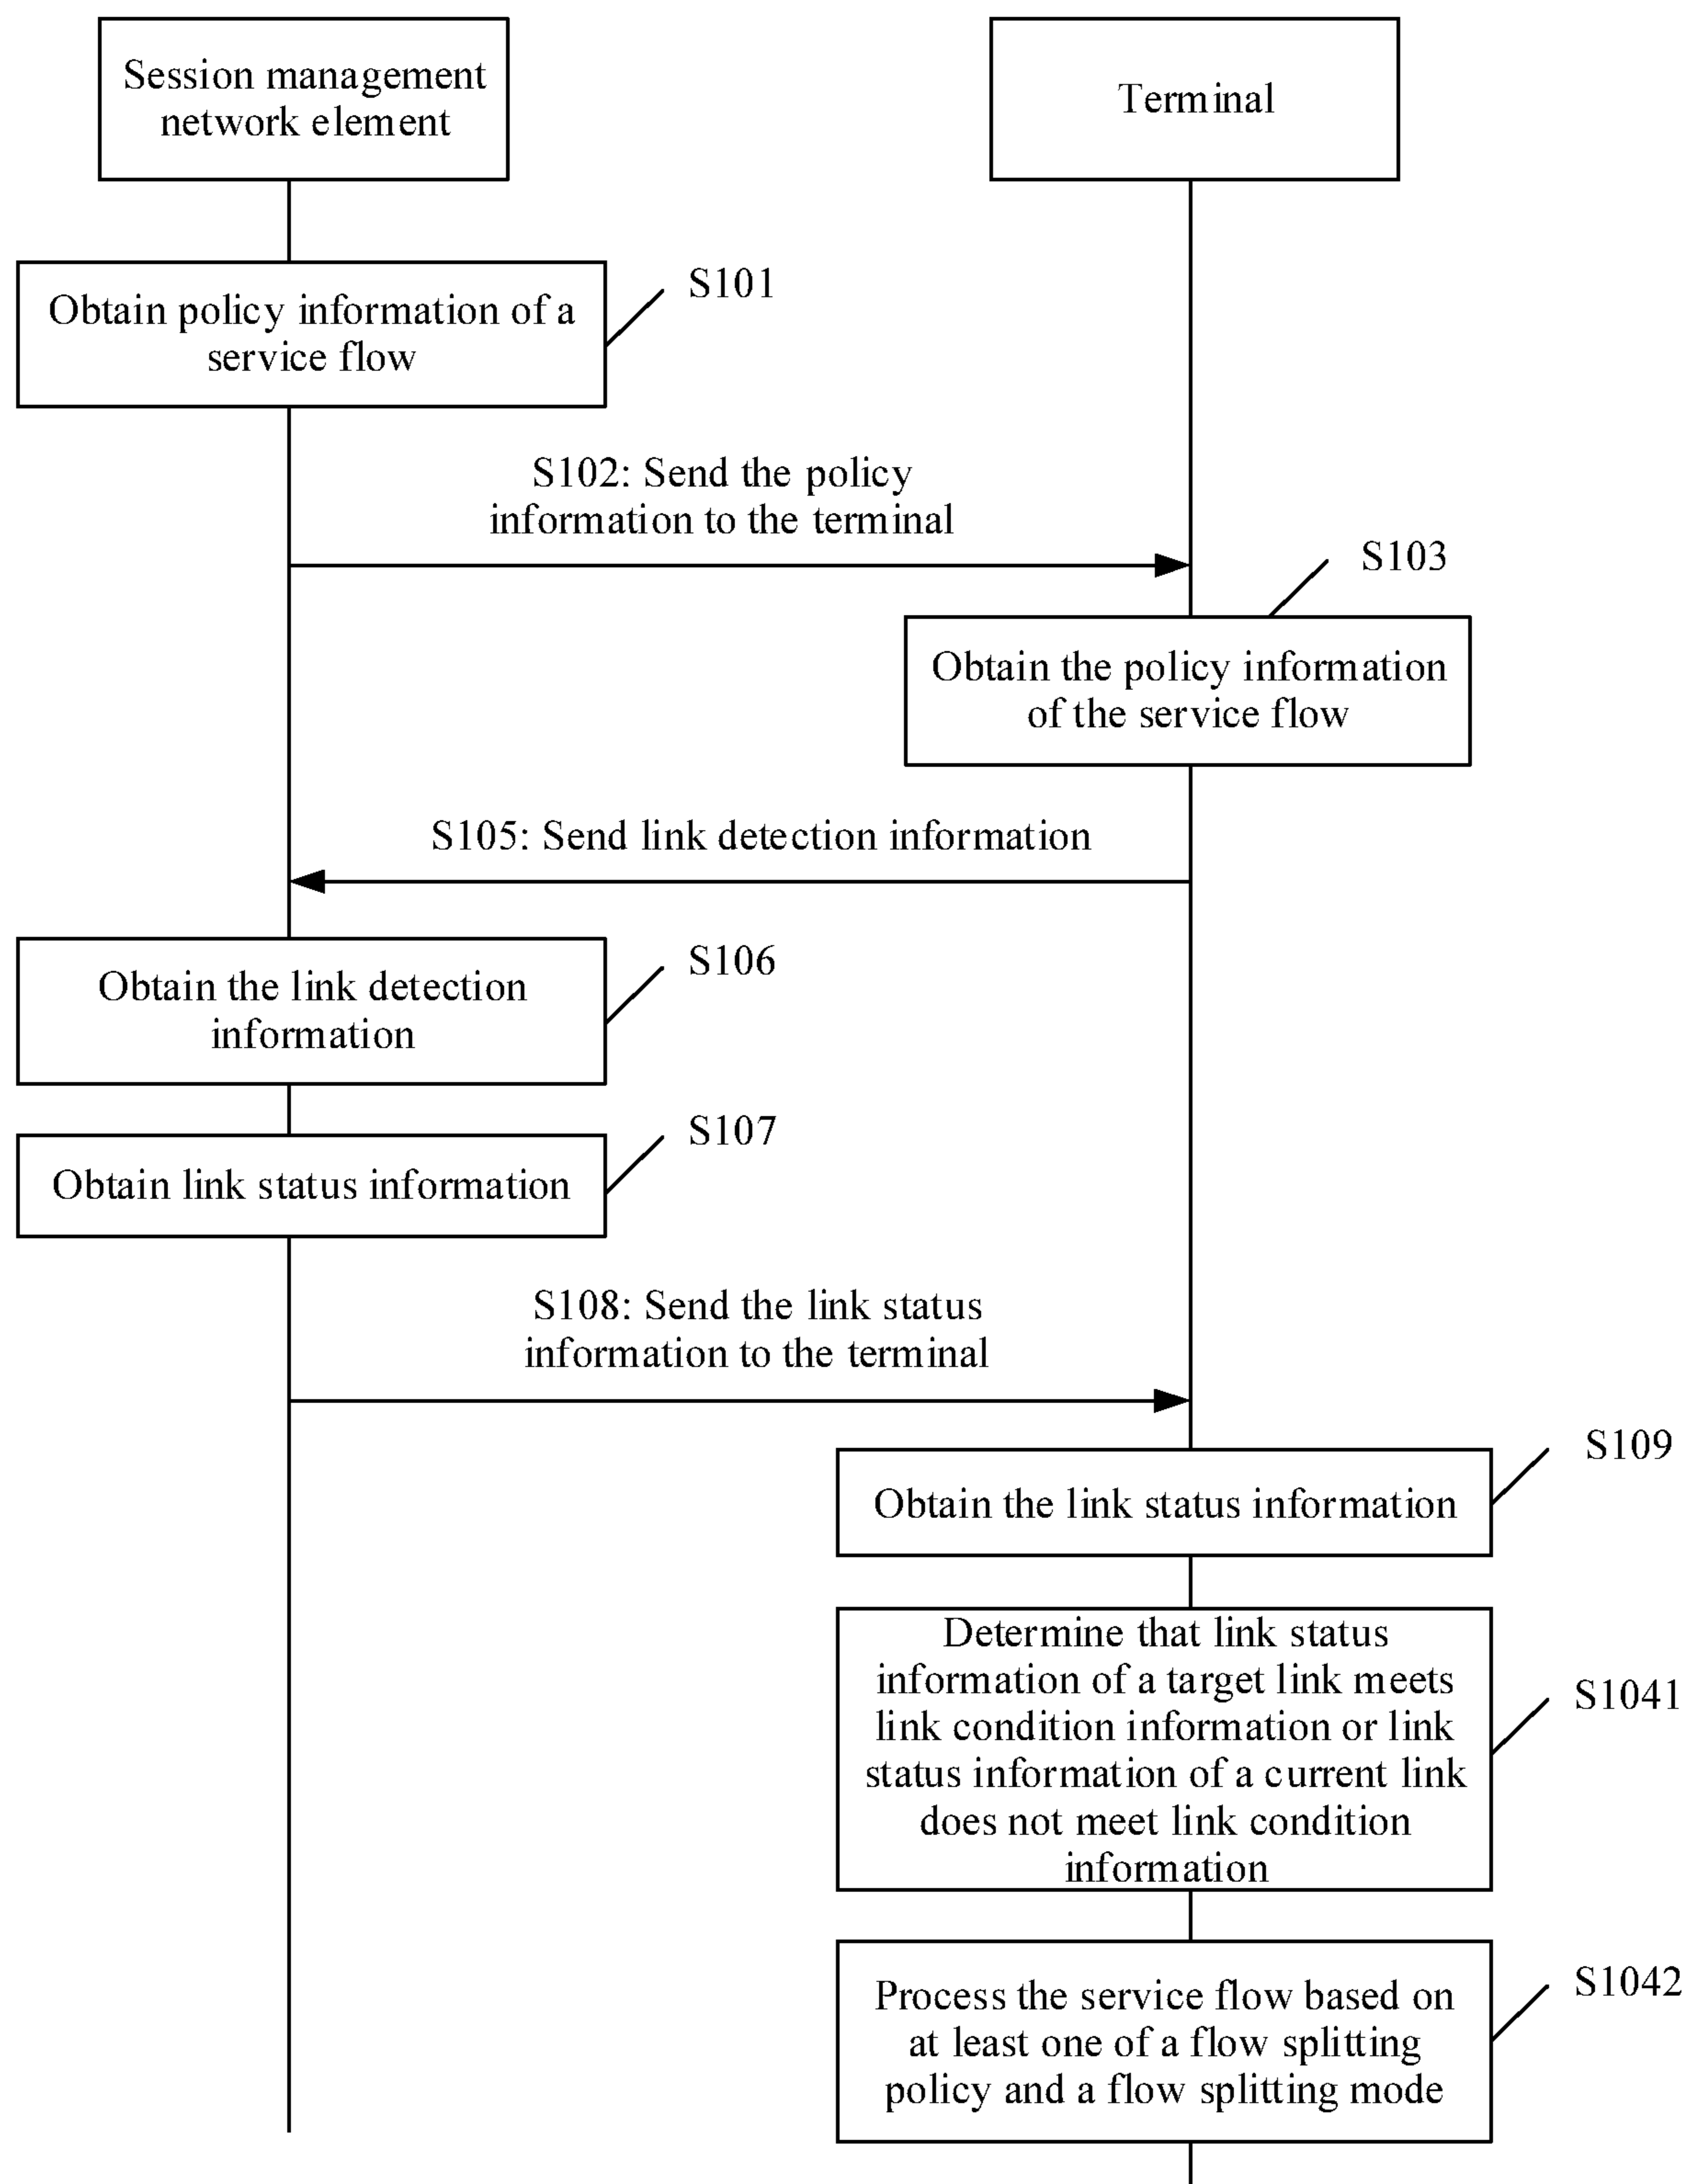 Session management
network element
Terminal
S101
Obtain policy information of a
service flow
S102: Send the policy
information to the terminal
S103
Obtain the policy information
of the service flow
S105: Send link detection information
S106
Obtain the link detection
information
S107
Obtain link status information
S108: Send the link status
information to the terminal
S109
Obtain the link status information
Determine that link status
information of a target link meets
link condition information or link
status information of a current link
does not meet link condition
information
S1041
Process the service flow based on
at least one of a flow splitting
policy and a flow splitting mode
S1042